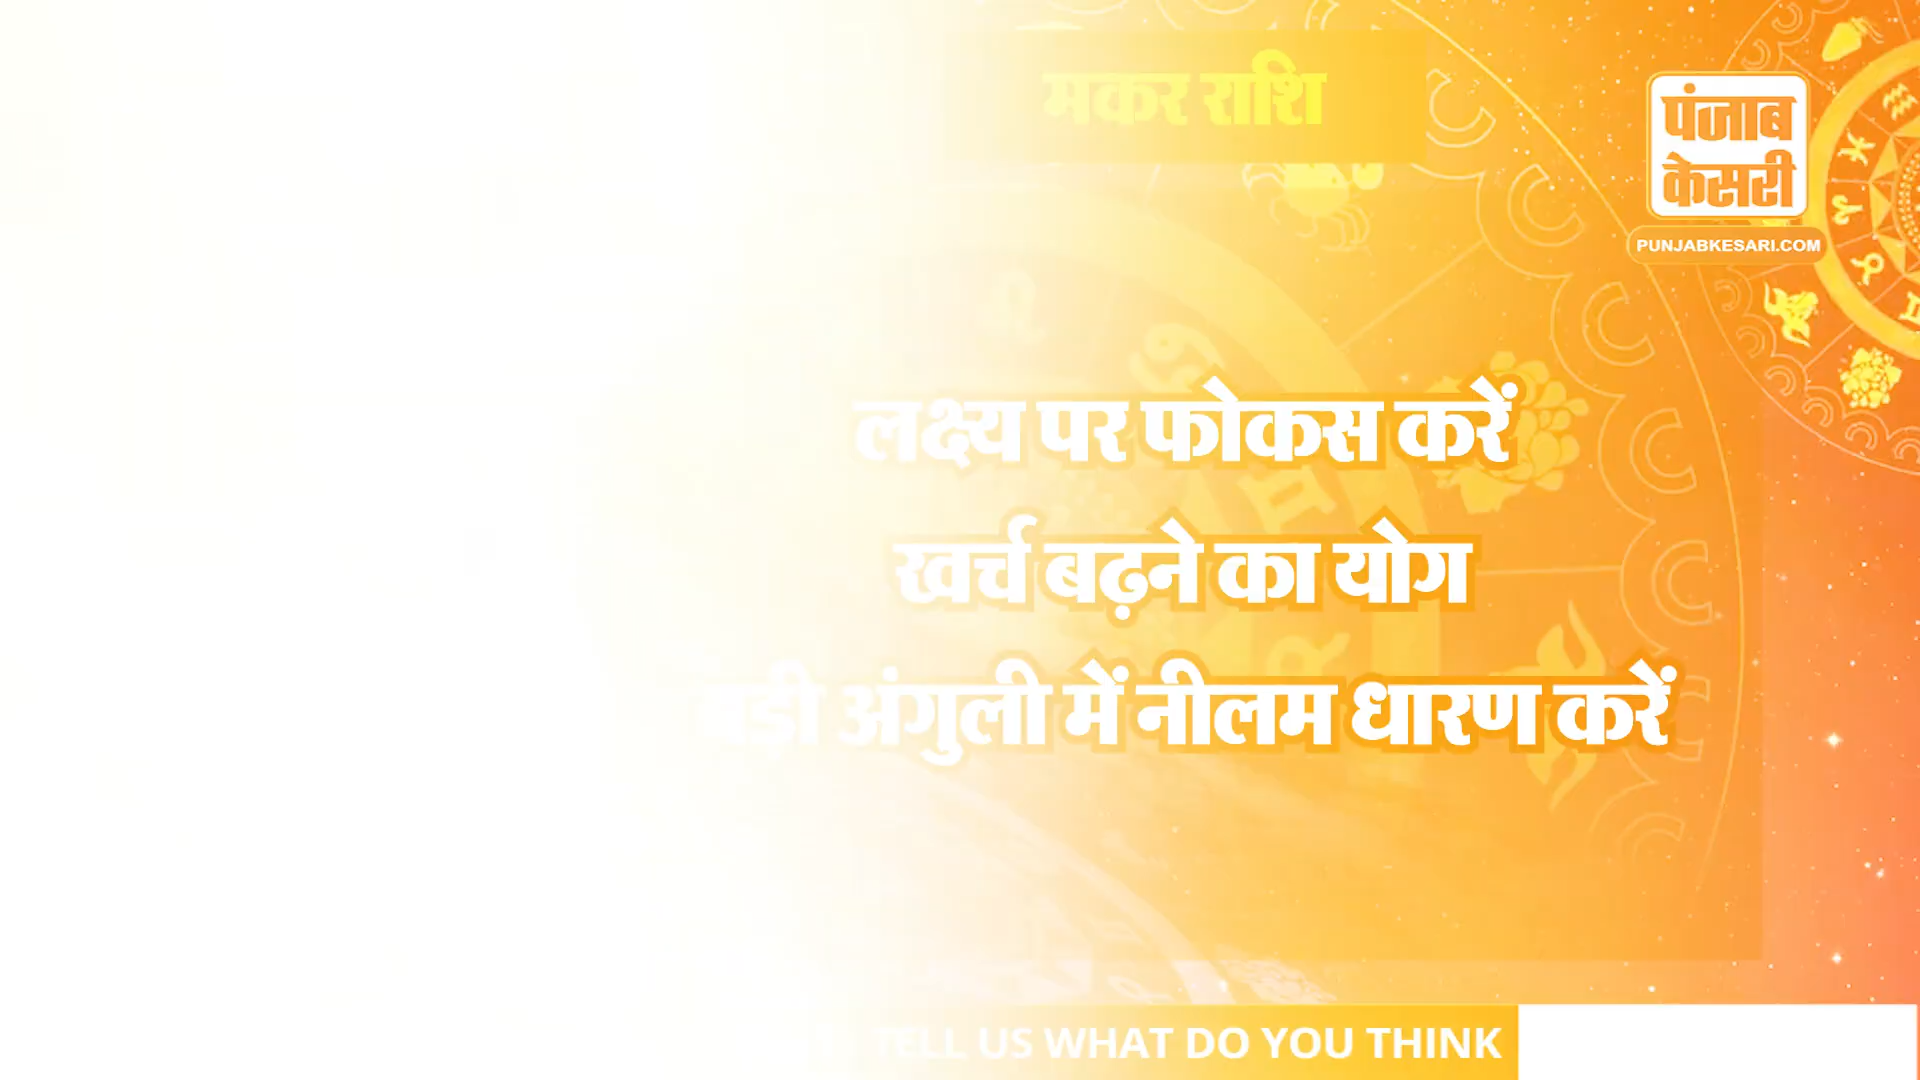 मकर राशि
पंजाब
केसरी
PUNJABKESARI.COM
लक्ष्य पर फोकस करें
खर्च बढ़ने का योग
बड़ी अंगुली में नीलम धारण करें
TELL US WHAT DO YOU THINK